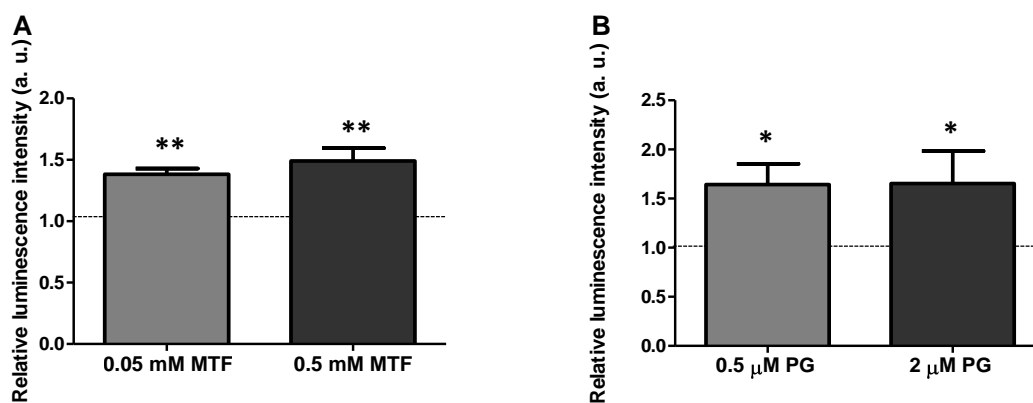 A
Relative luminescence intensity (a. u.)
2.0
1.5
1.0
0.5
0.0
**
**
0.05 mM MTF
0.5 mM MTF
B
Relative luminescence intensity (a. u.)
2.5
2.0
1.5
1.0
0.5
0.0
*
*
0.5 μM PG
2 μM PG